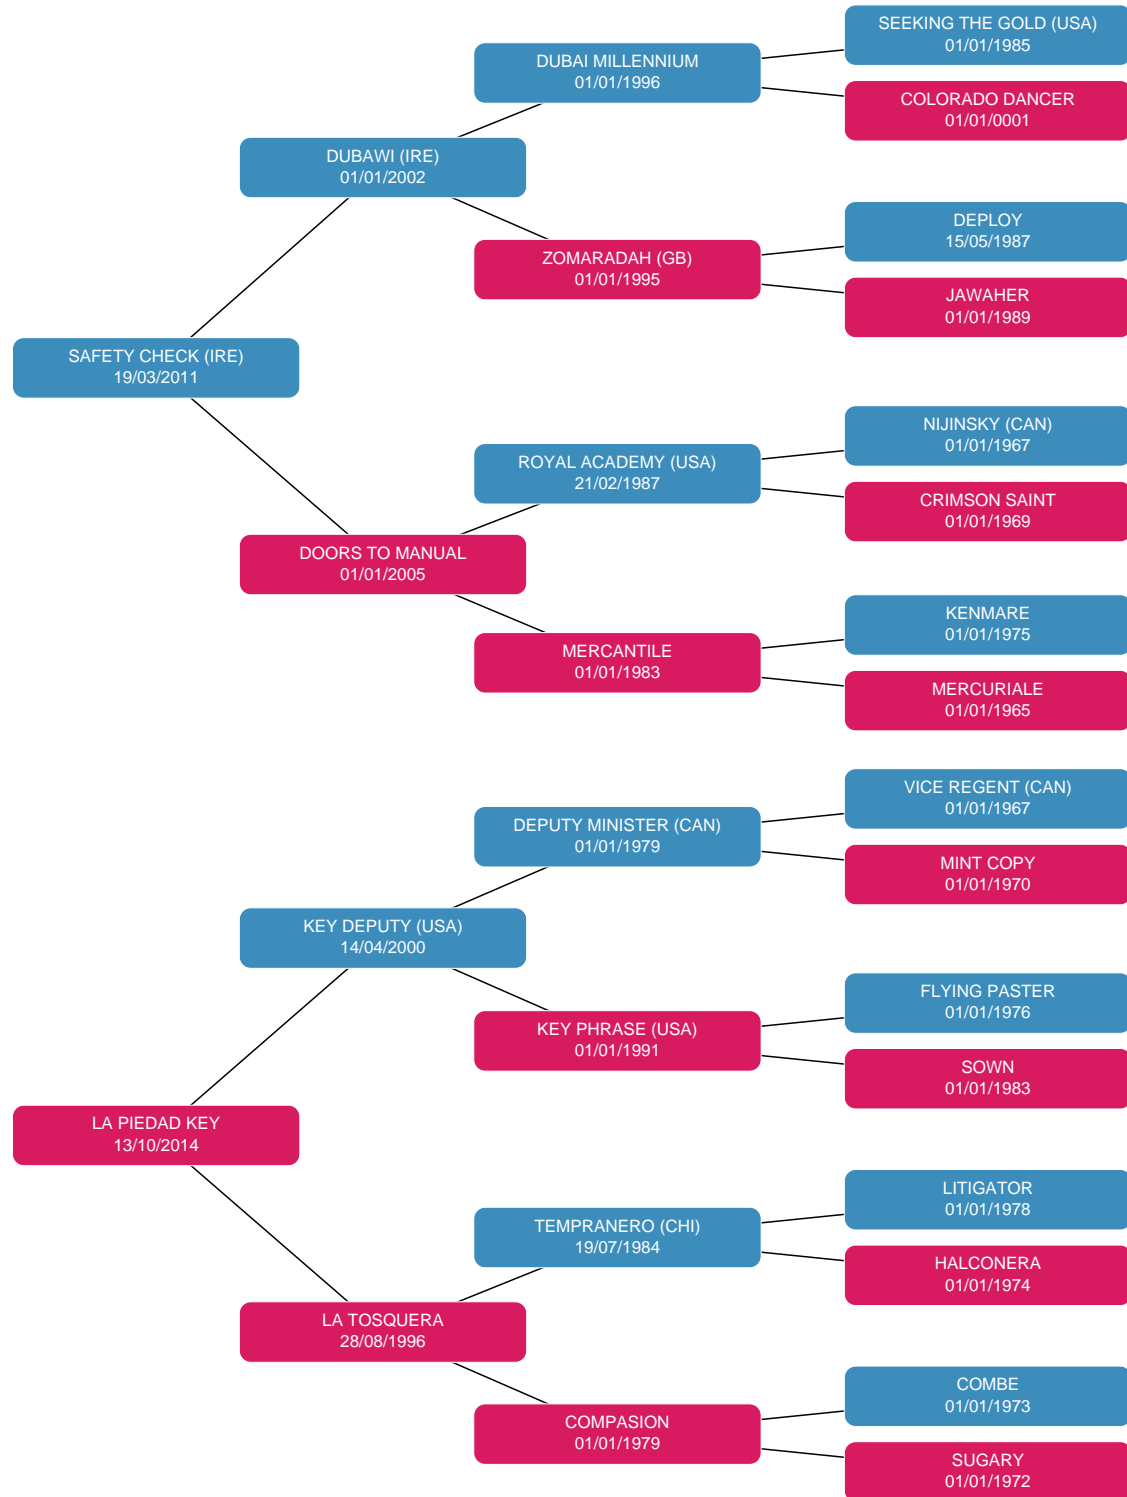 SEEKING THE GOLD (USA)
01/01/1985
DUBAI MILLENNIUM
01/01/1996
COLORADO DANCER
01/01/0001
DUBAWI (IRE)
01/01/2002
DEPLOY
15/05/1987
ZOMARADAH (GB)
01/01/1995
JAWAHER
01/01/1989
SAFETY CHECK (IRE)
19/03/2011
NIJINSKY (CAN)
01/01/1967
ROYAL ACADEMY (USA)
21/02/1987
CRIMSON SAINT
01/01/1969
DOORS TO MANUAL
01/01/2005
KENMARE
01/01/1975
MERCANTILE
01/01/1983
MERCURIALE
01/01/1965
VICE REGENT (CAN)
01/01/1967
DEPUTY MINISTER (CAN)
01/01/1979
MINT COPY
01/01/1970
KEY DEPUTY (USA)
14/04/2000
FLYING PASTER
01/01/1976
KEY PHRASE (USA)
01/01/1991
SOWN
01/01/1983
LA PIEDAD KEY
13/10/2014
LITIGATOR
01/01/1978
TEMPRANERO (CHI)
19/07/1984
HALCONERA
01/01/1974
LA TOSQUERA
28/08/1996
COMBE
01/01/1973
COMPASION
01/01/1979
SUGARY
01/01/1972